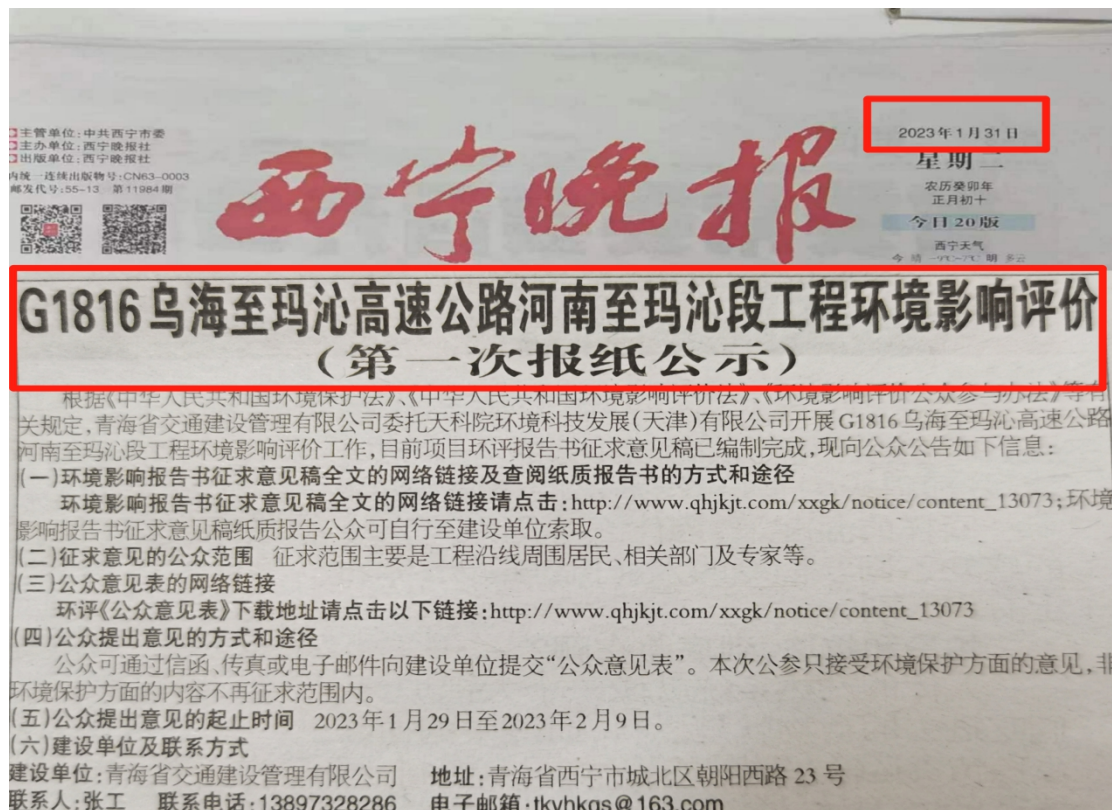 主管单位:中共西宁市委
主办单位:西宁晚报社
出版单位:西宁晚报社
内统一连续出版物号:CN63-0003
邮发代号:55-13 第11984期
西宁晚报
2023年1月31日
星期二
农历癸卯年
正月初十
今日20版
西宁天气
今 晴 -9℃~7℃ 明 多云
G1816乌海至玛沁高速公路河南至玛沁段工程环境影响评价
(第一次报纸公示)
根据《中华人民共和国环境保护法》、《中华人民共和国环境影响评价法》、《环境影响评价公众参与办法》等有
关规定,青海省交通建设管理有限公司委托天科院环境科技发展(天津)有限公司开展G1816乌海至玛沁高速公路
河南至玛沁段工程环境影响评价工作,目前项目环评报告书征求意见稿已编制完成,现向公众公告如下信息:
(一)环境影响报告书征求意见稿全文的网络链接及查阅纸质报告书的方式和途径
环境影响报告书征求意见稿全文的网络链接请点击:http://www.qhjkjt.com/xxgk/notice/content_13073;环境
影响报告书征求意见稿纸质报告公众可自行至建设单位索取。
(二)征求意见的公众范围 征求范围主要是工程沿线周围居民、相关部门及专家等。
(三)公众意见表的网络链接
环评《公众意见表》下载地址请点击以下链接:http://www.qhjkjt.com/xxgk/notice/content_13073
(四)公众提出意见的方式和途径
公众可通过信函、传真或电子邮件向建设单位提交“公众意见表”。本次公参只接受环境保护方面的意见,非
环境保护方面的内容不再征求范围内。
(五)公众提出意见的起止时间 2023年1月29日至2023年2月9日。
(六)建设单位及联系方式
建设单位:青海省交通建设管理有限公司 地址:青海省西宁市城北区朝阳西路23号
联系人:张工 联系电话:13897328286 电子邮箱:tkyhkgs@163.com